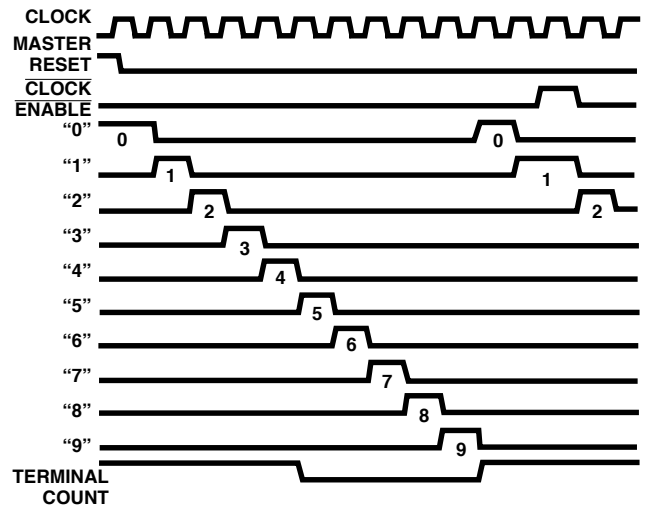 CLOCK
MASTER
RESET
CLOCK
ENABLE
“0” 0 0
“1” 1 1
“2” 2 2
“3” 3
“4” 4
“5” 5
“6” 6
“7” 7
“8” 8
“9” 9
TERMINAL
COUNT